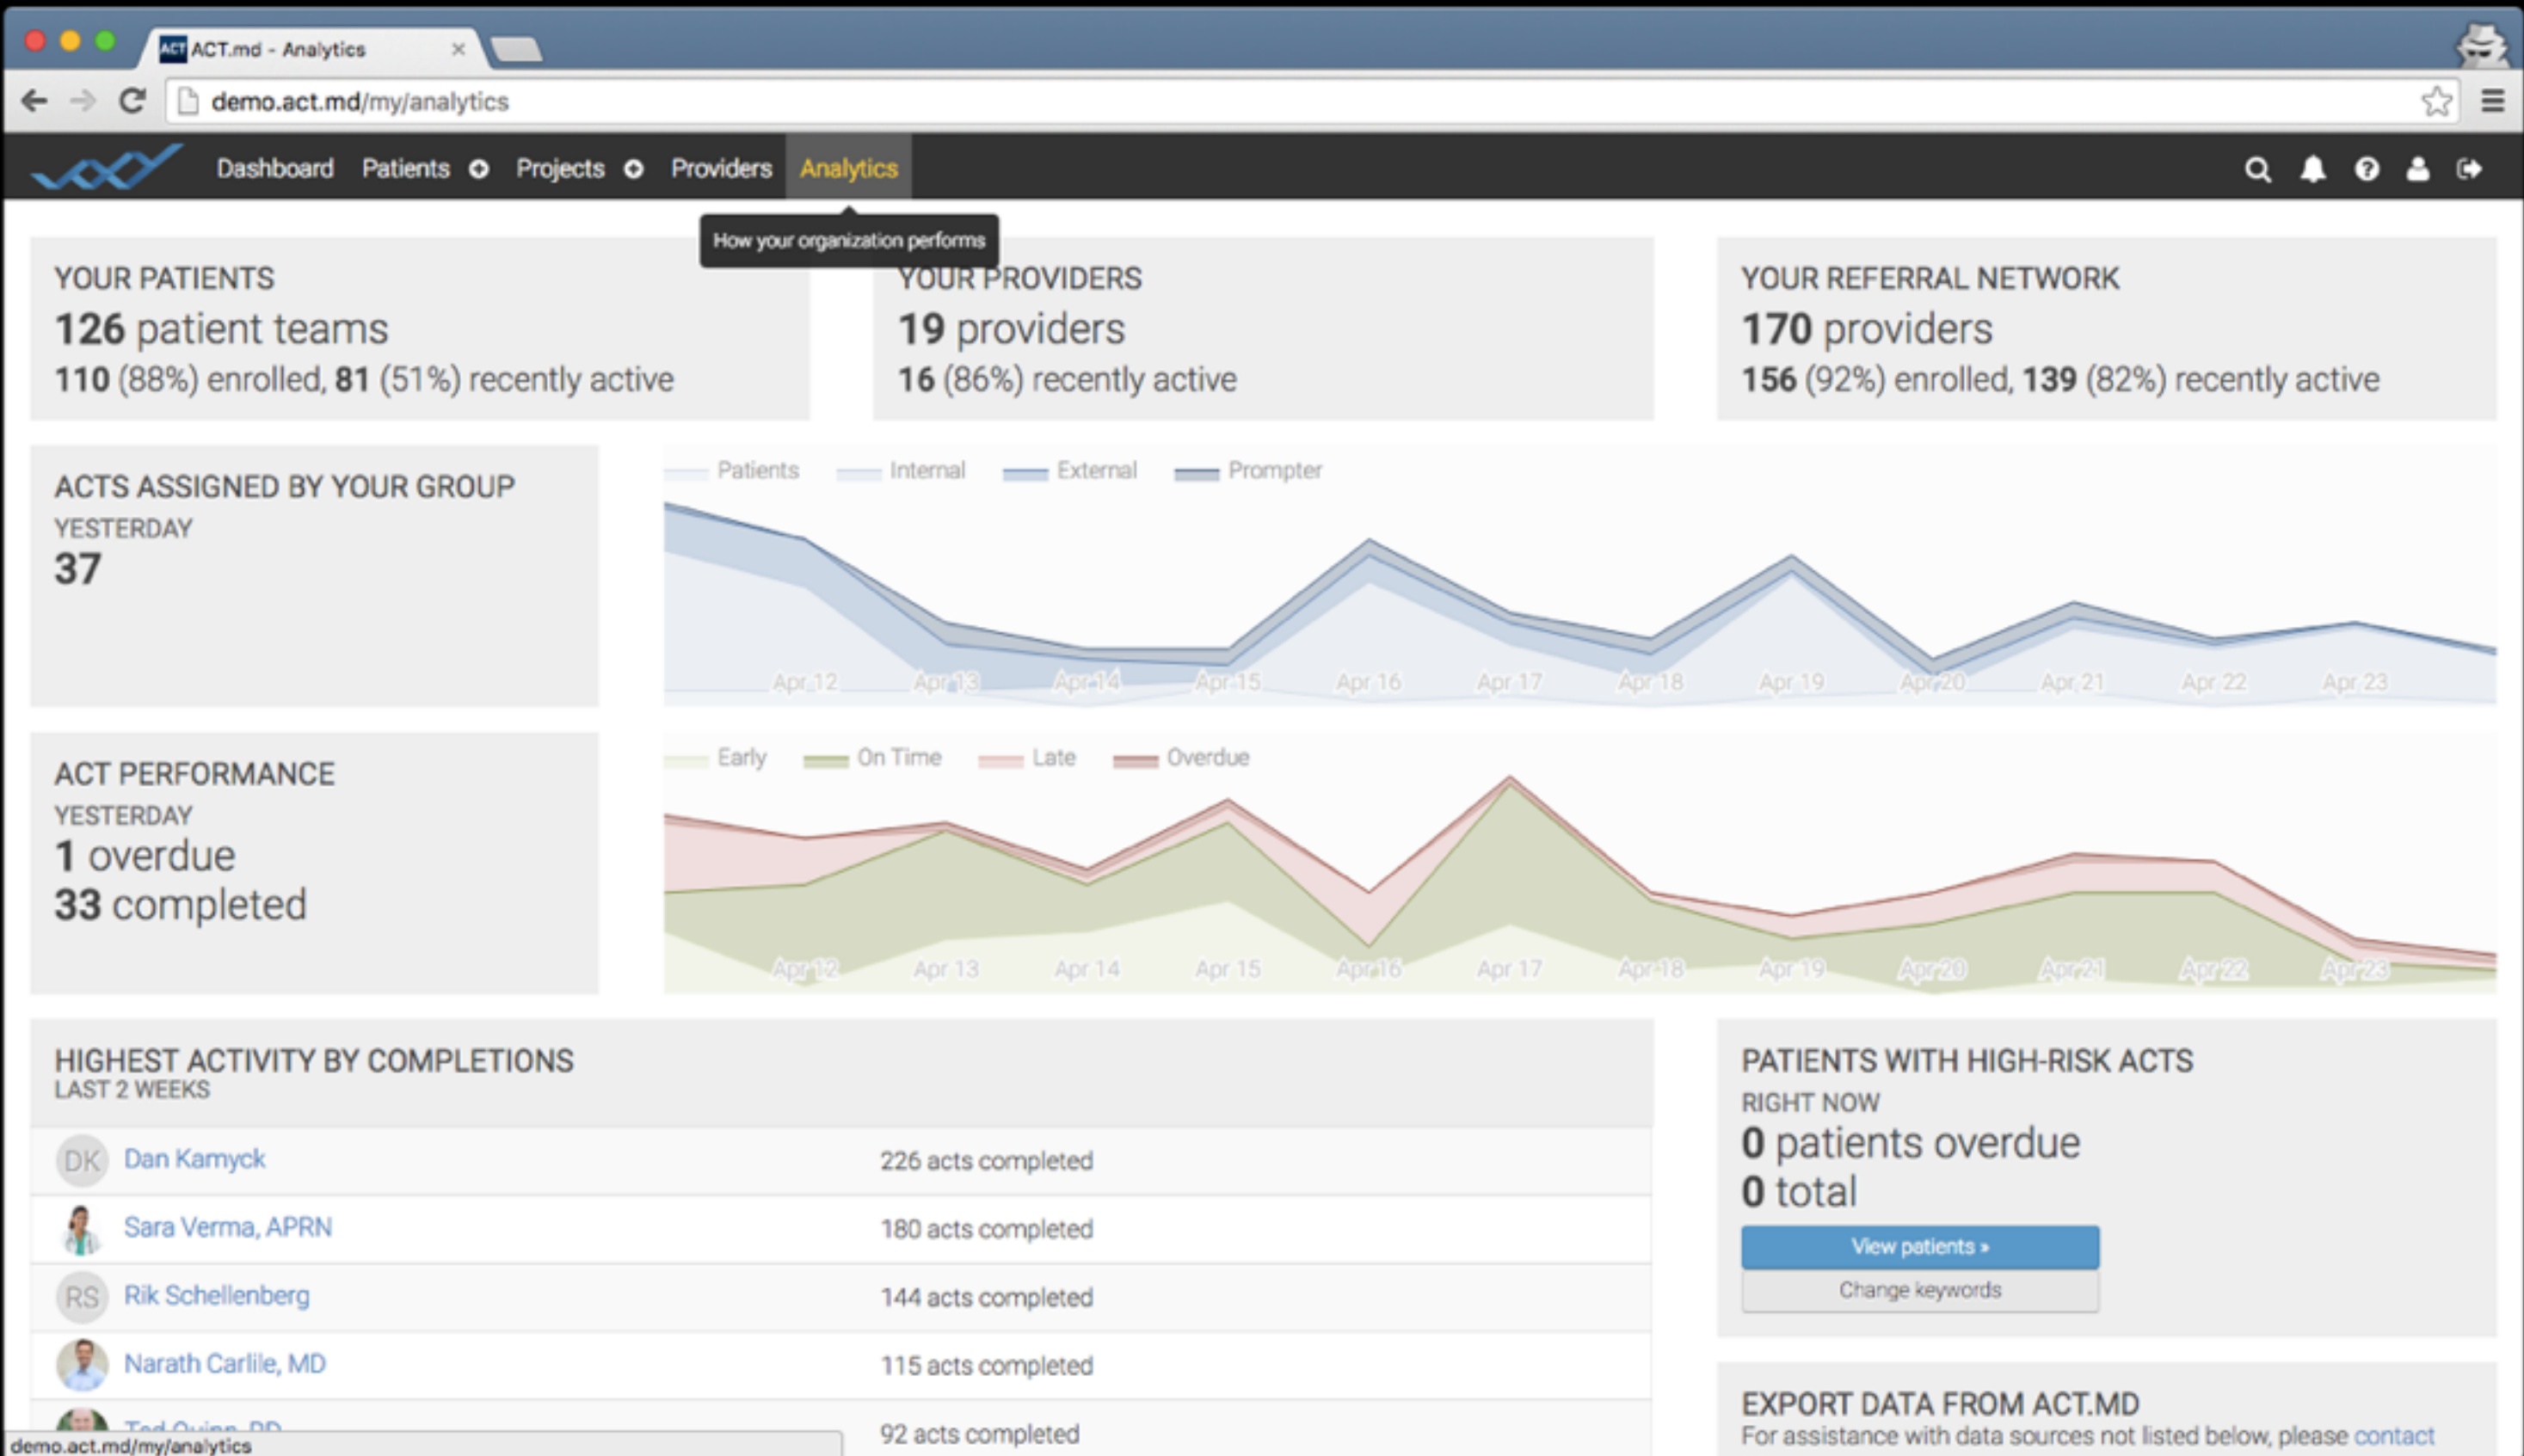 ACT ACT.md - Analytics
demo.act.md/my/analytics
Dashboard Patients Projects Providers Analytics
How your organization performs
YOUR PATIENTS
126 patient teams
110 (88%) enrolled, 81 (51%) recently active
YOUR PROVIDERS
19 providers
16 (86%) recently active
YOUR REFERRAL NETWORK
170 providers
156 (92%) enrolled, 139 (82%) recently active
ACTS ASSIGNED BY YOUR GROUP
YESTERDAY
37
Patients Internal External Prompter
Apr 12 Apr 13 Apr 14 Apr 15 Apr 16 Apr 17 Apr 18 Apr 19 Apr 20 Apr 21 Apr 22 Apr 23
ACT PERFORMANCE
YESTERDAY
1 overdue
33 completed
Early On Time Late Overdue
Apr 12 Apr 13 Apr 14 Apr 15 Apr 16 Apr 17 Apr 18 Apr 19 Apr 20 Apr 21 Apr 22 Apr 23
HIGHEST ACTIVITY BY COMPLETIONS
LAST 2 WEEKS
DK Dan Kamyck 226 acts completed
Sara Verma, APRN 180 acts completed
RS Rik Schellenberg 144 acts completed
Narath Carlile, MD 115 acts completed
92 acts completed
PATIENTS WITH HIGH-RISK ACTS
RIGHT NOW
0 patients overdue
0 total
View patients »
Change keywords
EXPORT DATA FROM ACT.MD
For assistance with data sources not listed below, please contact
demo.act.md/my/analytics